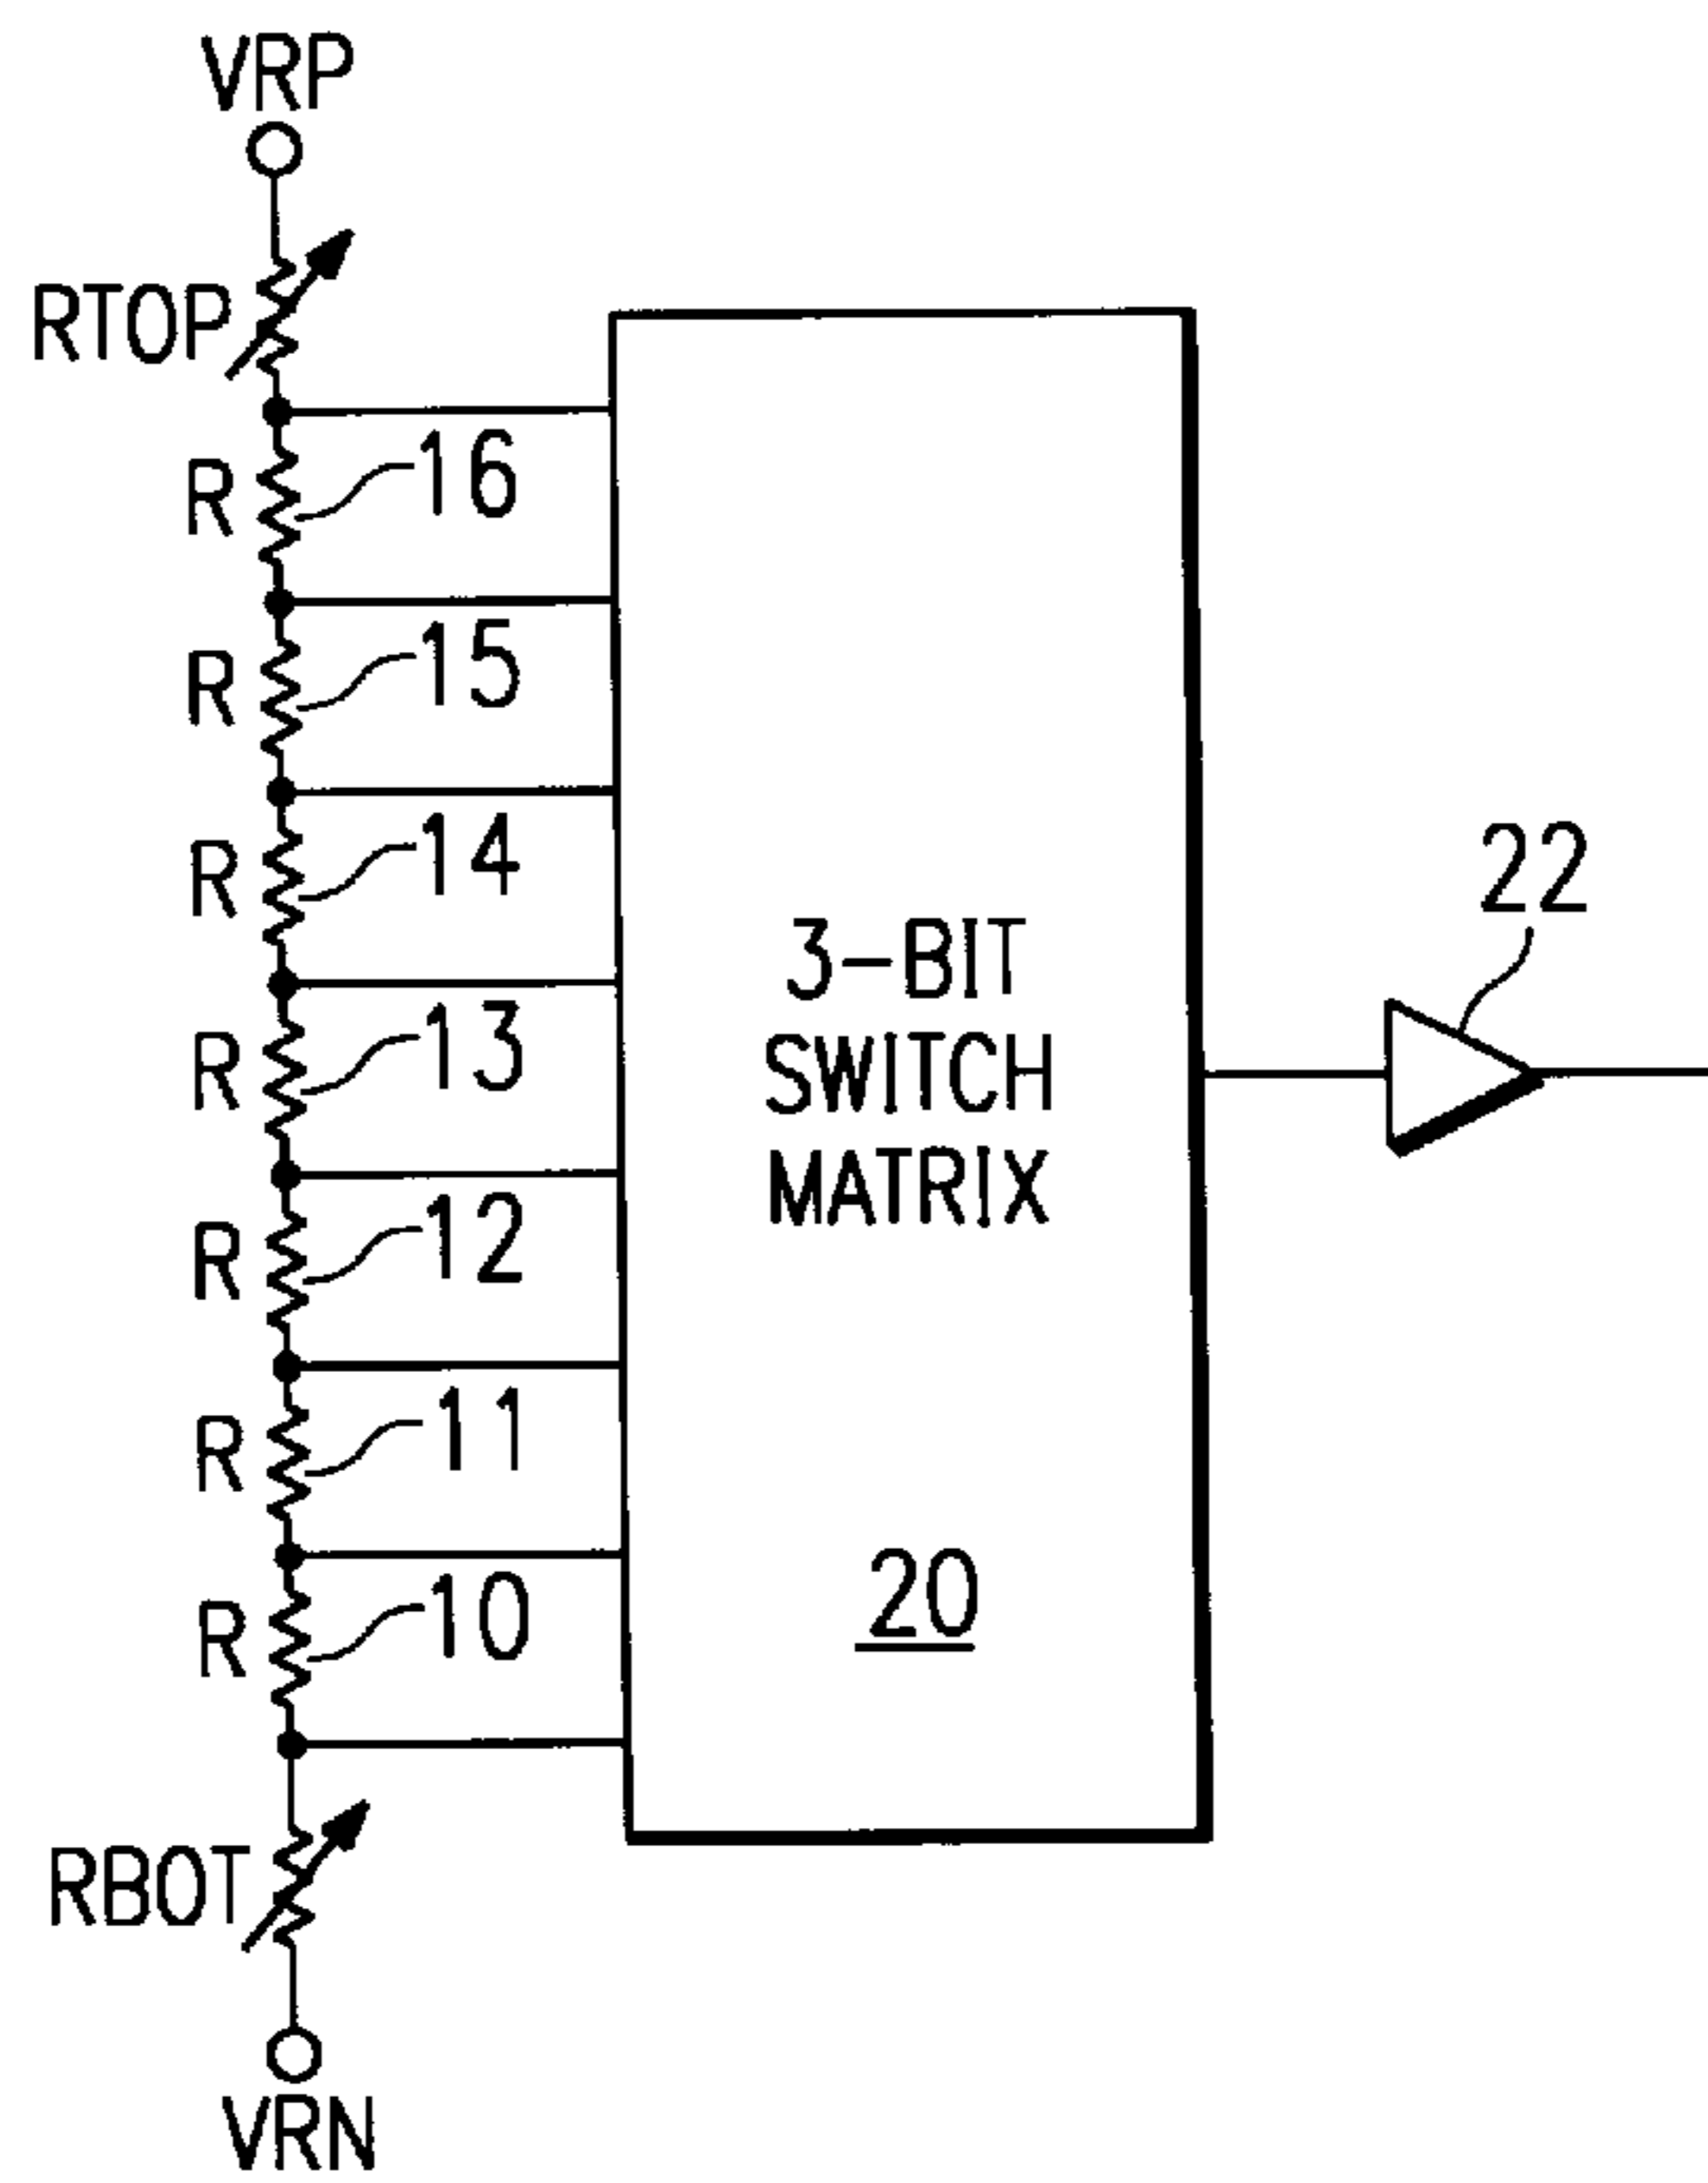 VRP
RTOP
R 16
R 15
R 14
R 13
R 12
R 11
R 10
RBOT
VRN
3-BIT
SWITCH
MATRIX
20
22